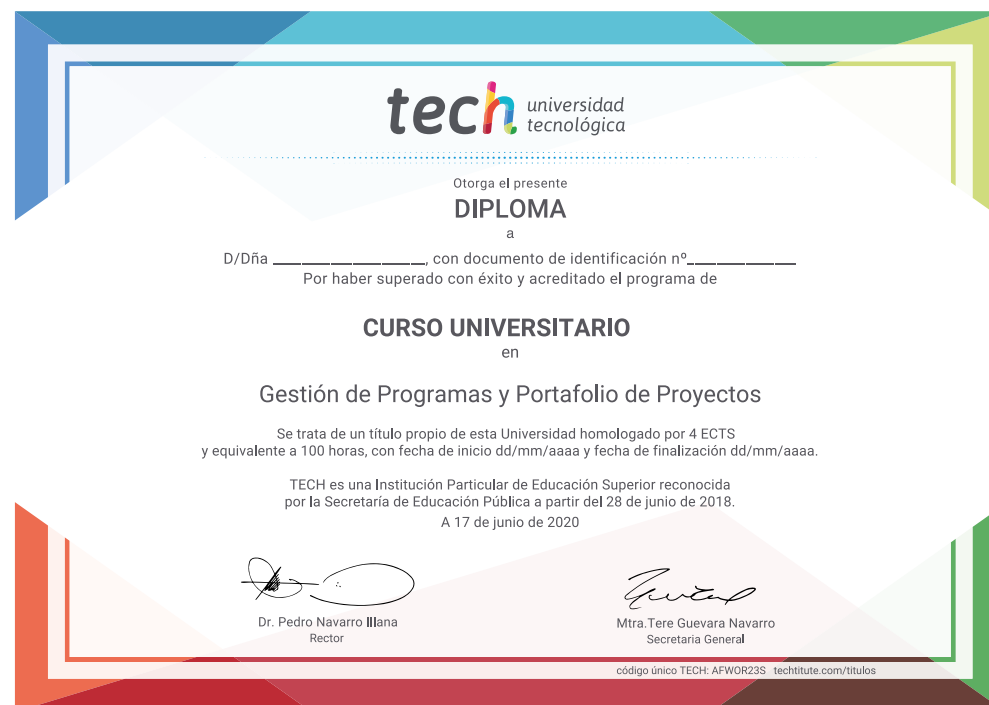 tech universidad
tecnológica
Otorga el presente
DIPLOMA
a
D/Dña ________________, con documento de identificación nº____________
Por haber superado con éxito y acreditado el programa de
CURSO UNIVERSITARIO
en
Gestión de Programas y Portafolio de Proyectos
Se trata de un título propio de esta Universidad homologado por 4 ECTS
y equivalente a 100 horas, con fecha de inicio dd/mm/aaaa y fecha de finalización dd/mm/aaaa.
TECH es una Institución Particular de Educación Superior reconocida
por la Secretaría de Educación Pública a partir del 28 de junio de 2018.
A 17 de junio de 2020
Dr. Pedro Navarro Illana
Rector
Mtra.Tere Guevara Navarro
Secretaria General
código único TECH: AFWOR23S techtitute.com/titulos